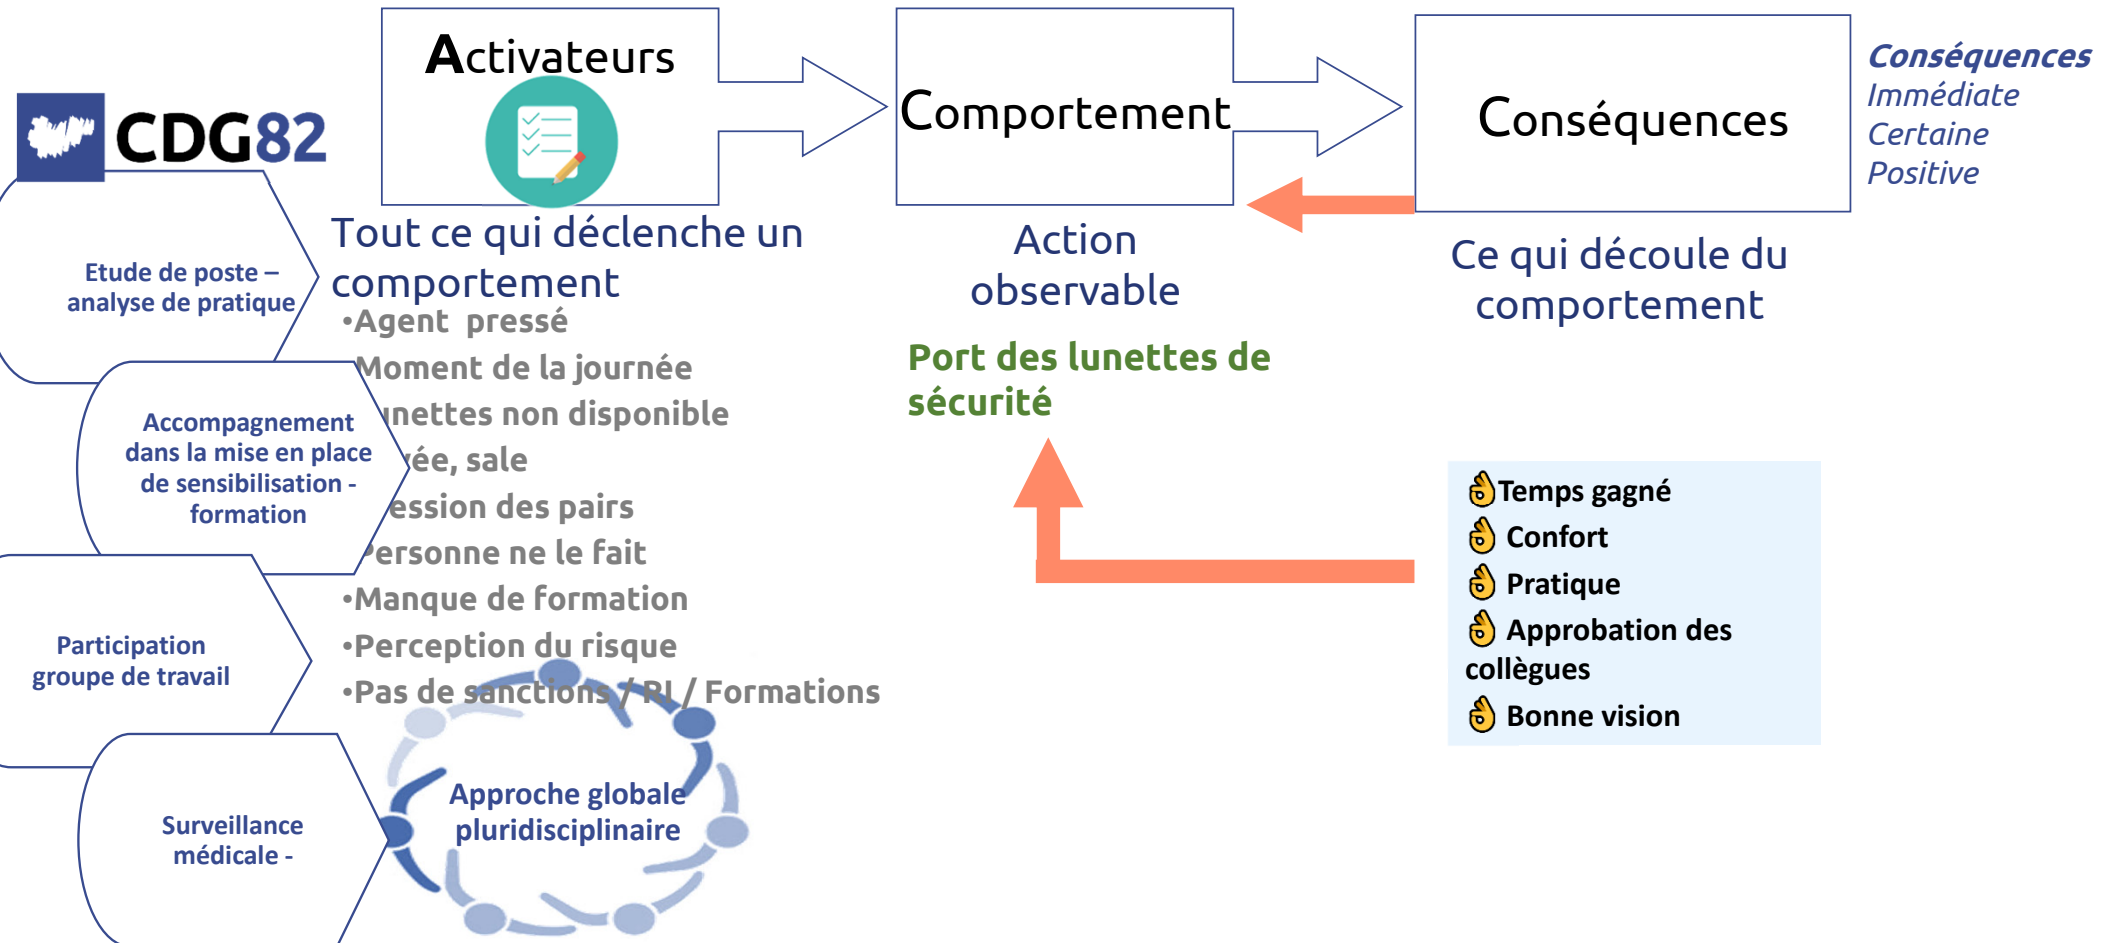 CDG82
Activateurs
Comportement
Conséquences
Conséquences
Immédiate
Certaine
Positive
Tout ce qui déclenche un
comportement
•Agent pressé
Moment de la journée
nettes non disponible
ée, sale
ession des pairs
Personne ne le fait
•Manque de formation
•Perception du risque
•Pas de sanctions / RI / Formations
Action
observable
Port des lunettes de
sécurité
Ce qui découle du
comportement
👌Temps gagné
👌 Confort
👌 Pratique
👌 Approbation des
collègues
👌 Bonne vision
Etude de poste –
analyse de pratique
Accompagnement
dans la mise en place
de sensibilisation -
formation
Participation
groupe de travail
Surveillance
médicale -
Approche globale
pluridisciplinaire